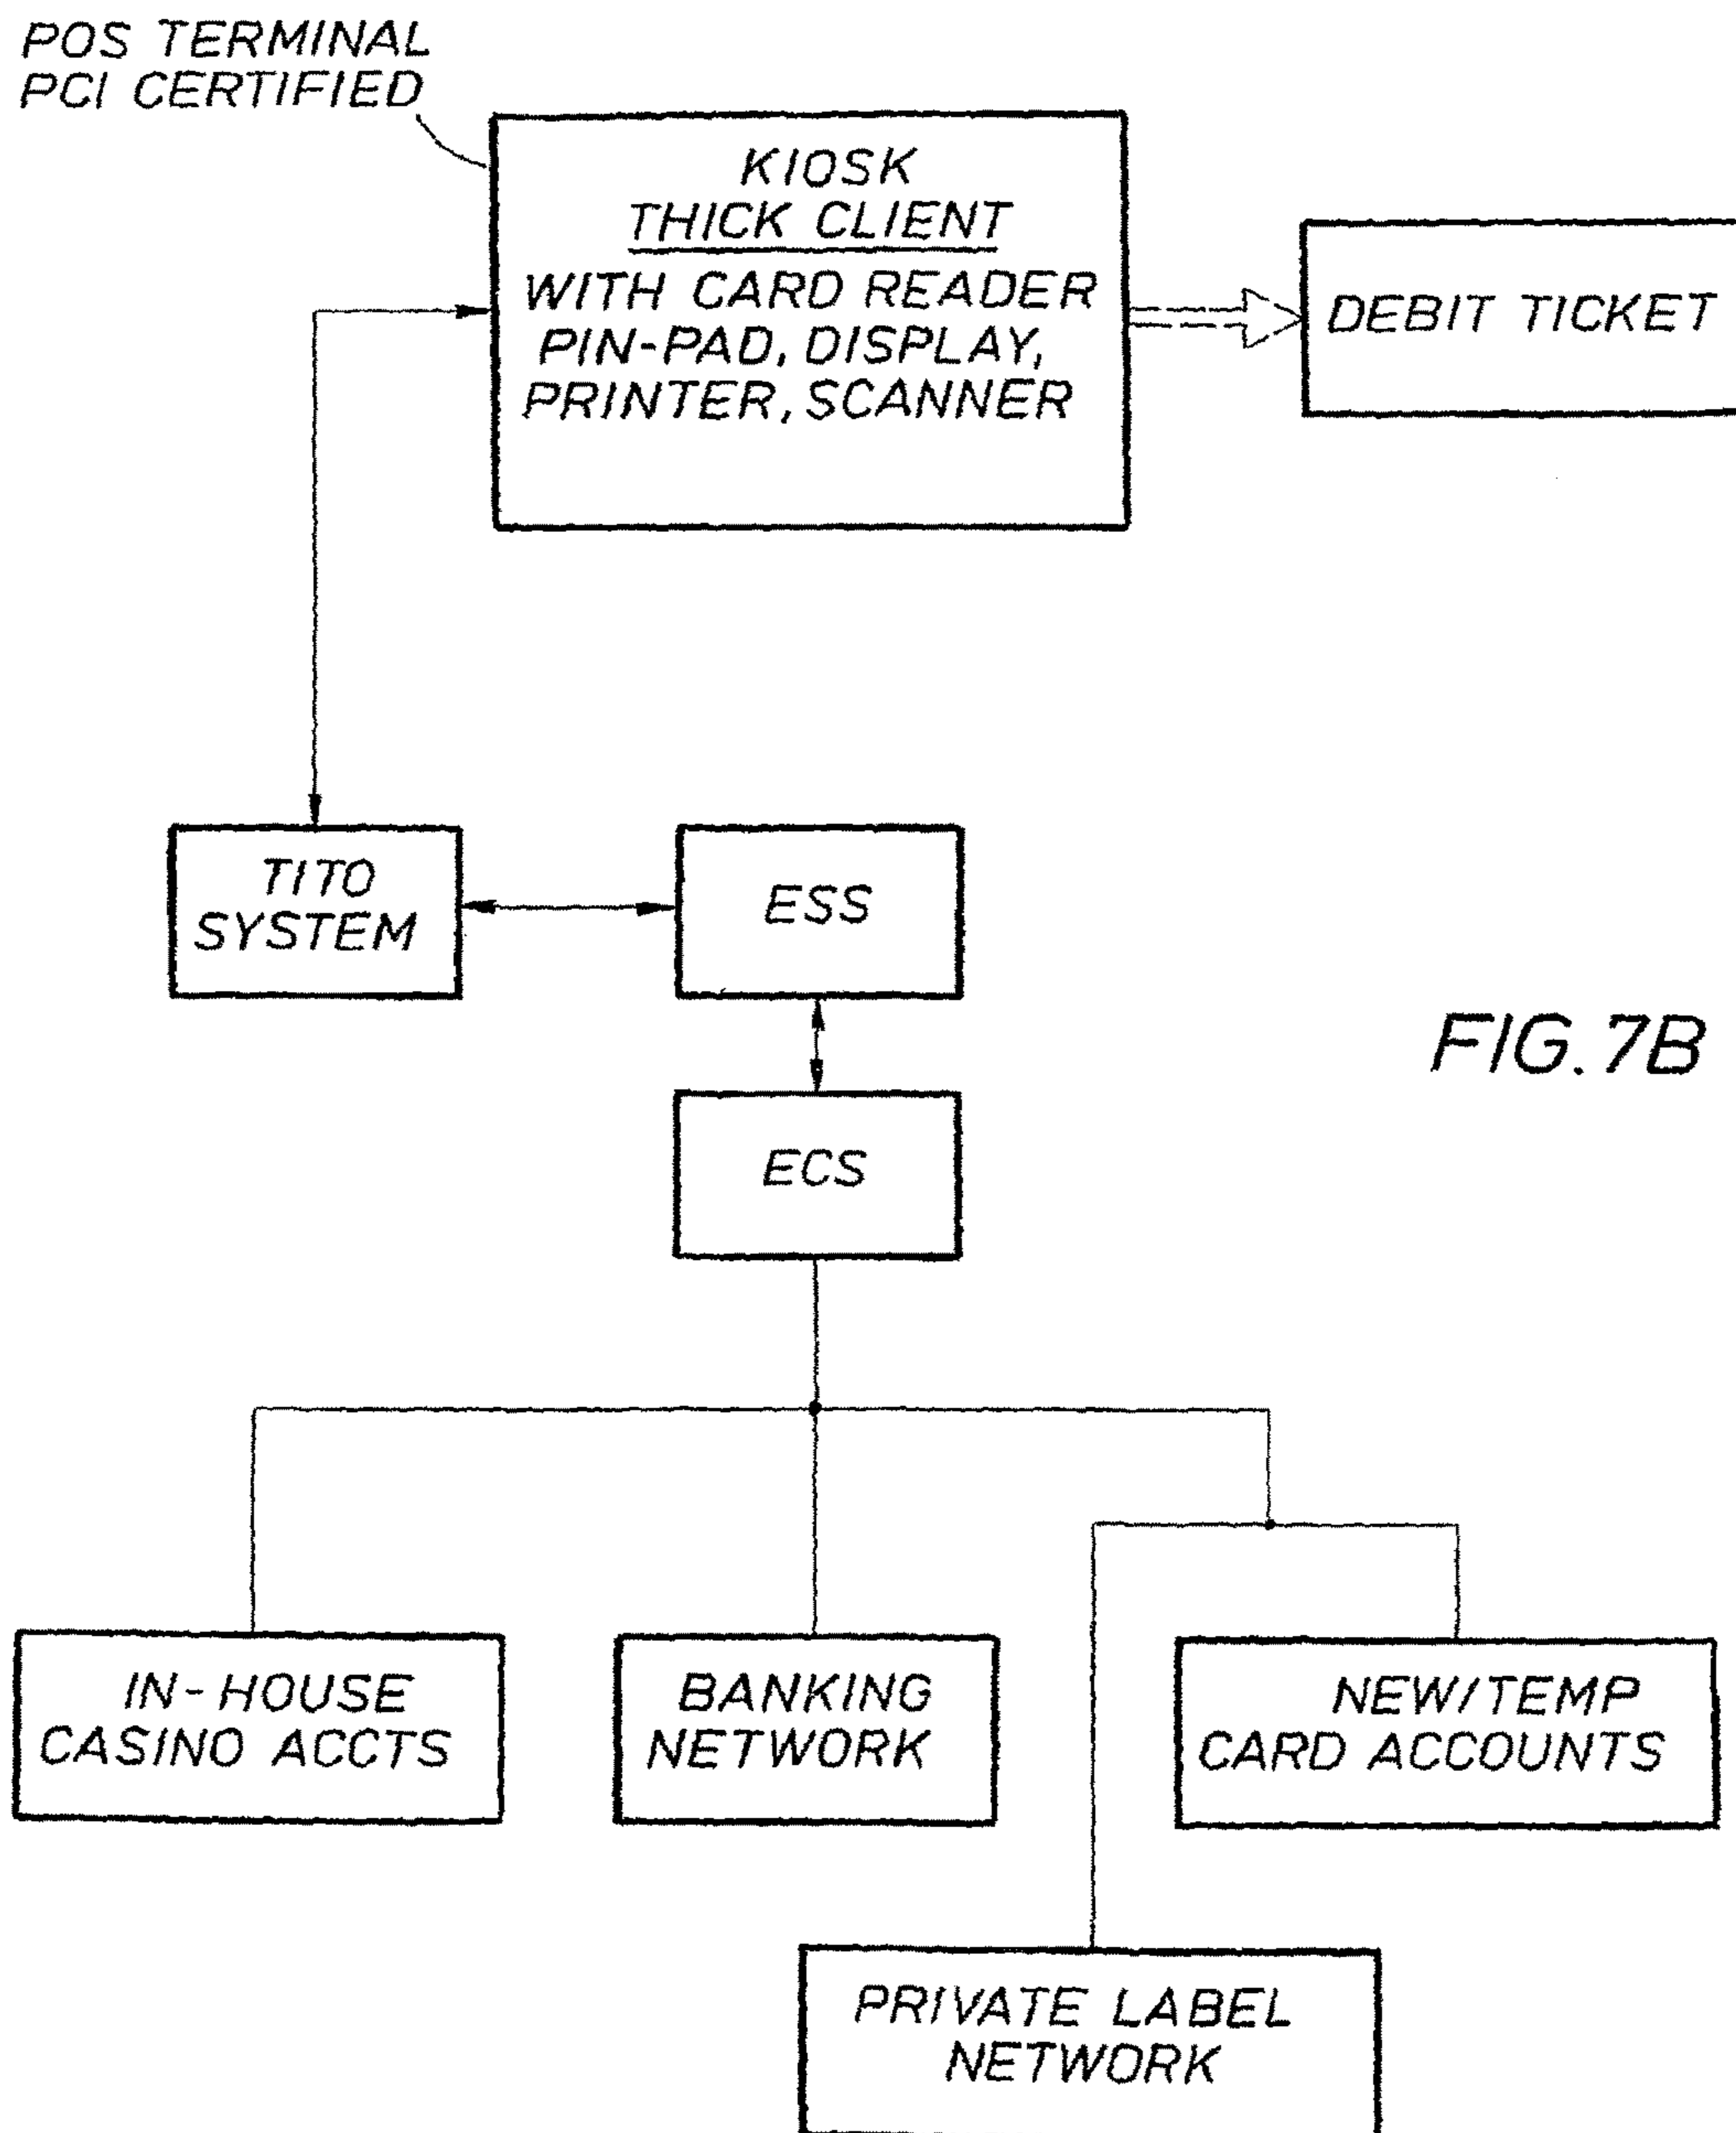 POS TERMINAL
PCI CERTIFIED
KIOSK
THICK CLIENT
WITH CARD READER
PIN-PAD, DISPLAY,
PRINTER, SCANNER
DEBIT TICKET
TITO
SYSTEM
ESS
FIG. 7B
ECS
IN-HOUSE
CASINO ACCTS
BANKING
NETWORK
NEW/TEMP
CARD ACCOUNTS
PRIVATE LABEL
NETWORK